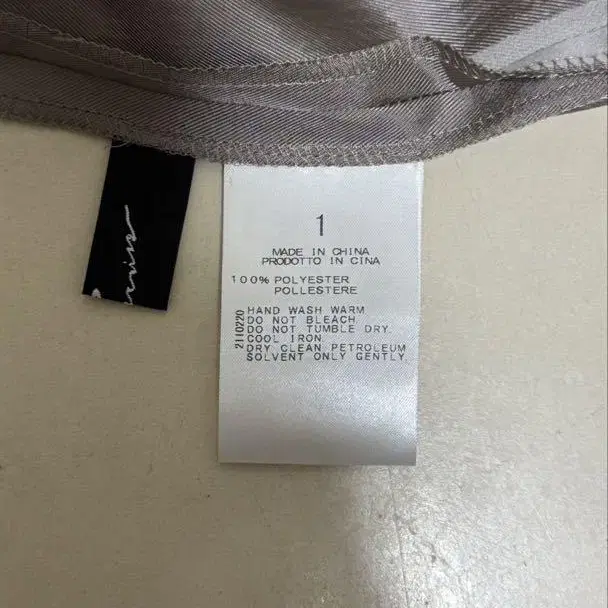 1
MADE IN CHINA
PRODOTTO IN CINA
100% POLYESTER
POLLESTERE
HAND WASH WARM
DO NOT BLEACH
DO NOT TUMBLE DRY.
COOL IRON
DRY CLEAN PETROLEUM
SOLVENT ONLY GENTLY.
2110220